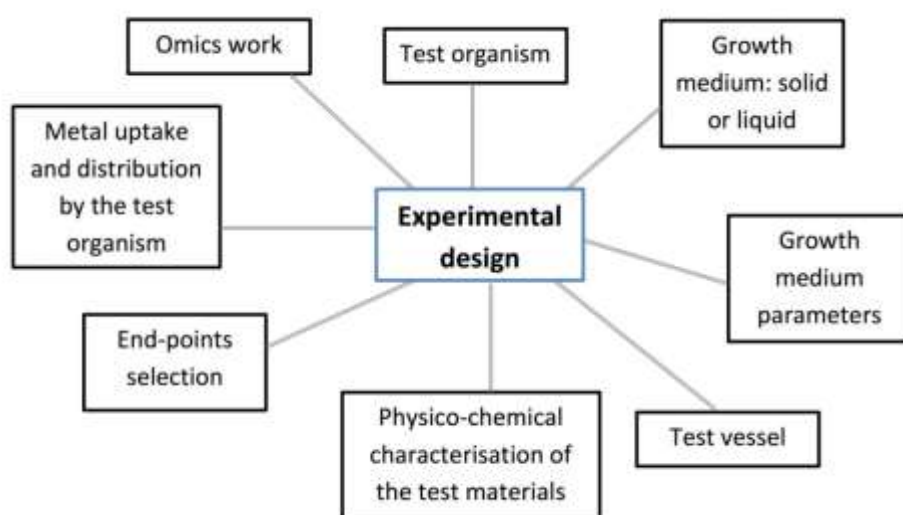 Omics work
Test organism
Growth
medium: solid
or liquid
Metal uptake
and distribution
by the test
organism
Experimental
design
Growth
medium
parameters
End-points
selection
Physico-chemical
characterisation of
the test materials
Test vessel